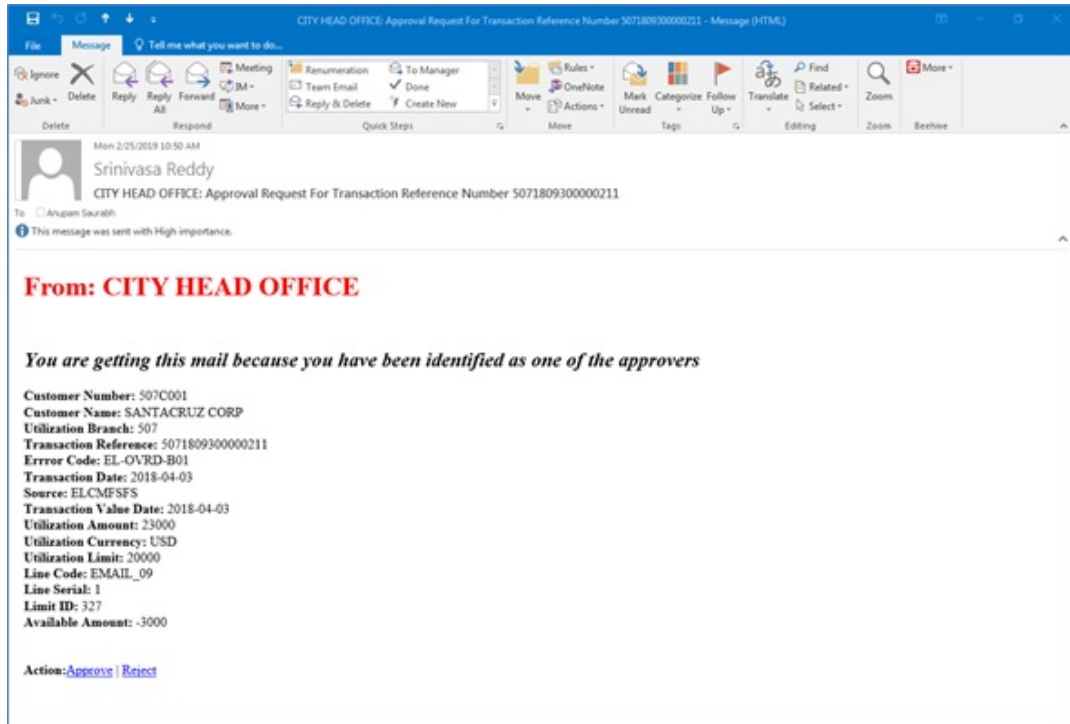 CITY HEAD OFFICE: Approval Request For Transaction Reference Number 5071809300000211 - Message (HTML)
File Message Tell me what you want to do...
Ignore
Junk
Delete
Reply
Reply All
Forward
Meeting
IM
More
Renumeration
Team Email
Reply & Delete
To Manager
Done
Create New
Move
Rules
OneNote
Actions
Mark Unread
Categorize
Follow Up
Translate
Find
Related
Select
Zoom
More
Delete Respond Quick Steps Move Tags Editing Zoom Beehive
Mon 2/25/2019 10:50 AM
Srinivasa Reddy
CITY HEAD OFFICE: Approval Request For Transaction Reference Number 5071809300000211
To Anupam Saurabh
This message was sent with High importance.
From: CITY HEAD OFFICE
You are getting this mail because you have been identified as one of the approvers
Customer Number: 507C001
Customer Name: SANTACRUZ CORP
Utilization Branch: 507
Transaction Reference: 5071809300000211
Errror Code: EL-OVRD-B01
Transaction Date: 2018-04-03
Source: ELCMFSFS
Transaction Value Date: 2018-04-03
Utilization Amount: 23000
Utilization Currency: USD
Utilization Limit: 20000
Line Code: EMAIL_09
Line Serial: 1
Limit ID: 327
Available Amount: -3000
Action:Approve | Reject